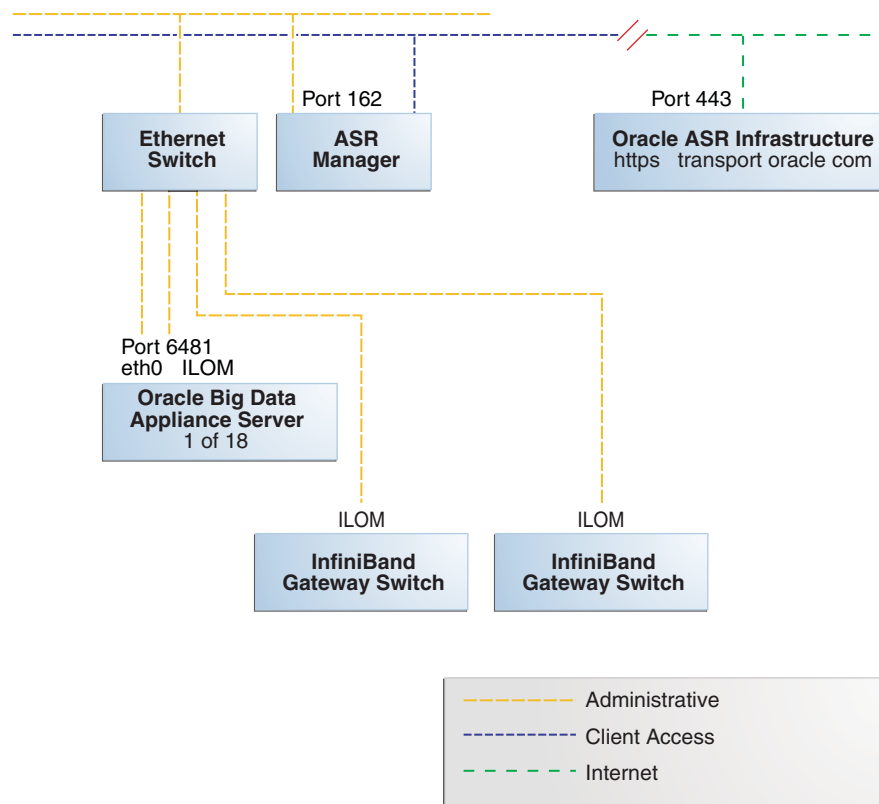 Port 162
Port 443
Ethernet
Switch
ASR
Manager
Oracle ASR Infrastructure
https transport oracle com
Port 6481
eth0 ILOM
Oracle Big Data
Appliance Server
1 of 18
ILOM
ILOM
InfiniBand
Gateway Switch
InfiniBand
Gateway Switch
Administrative
Client Access
Internet